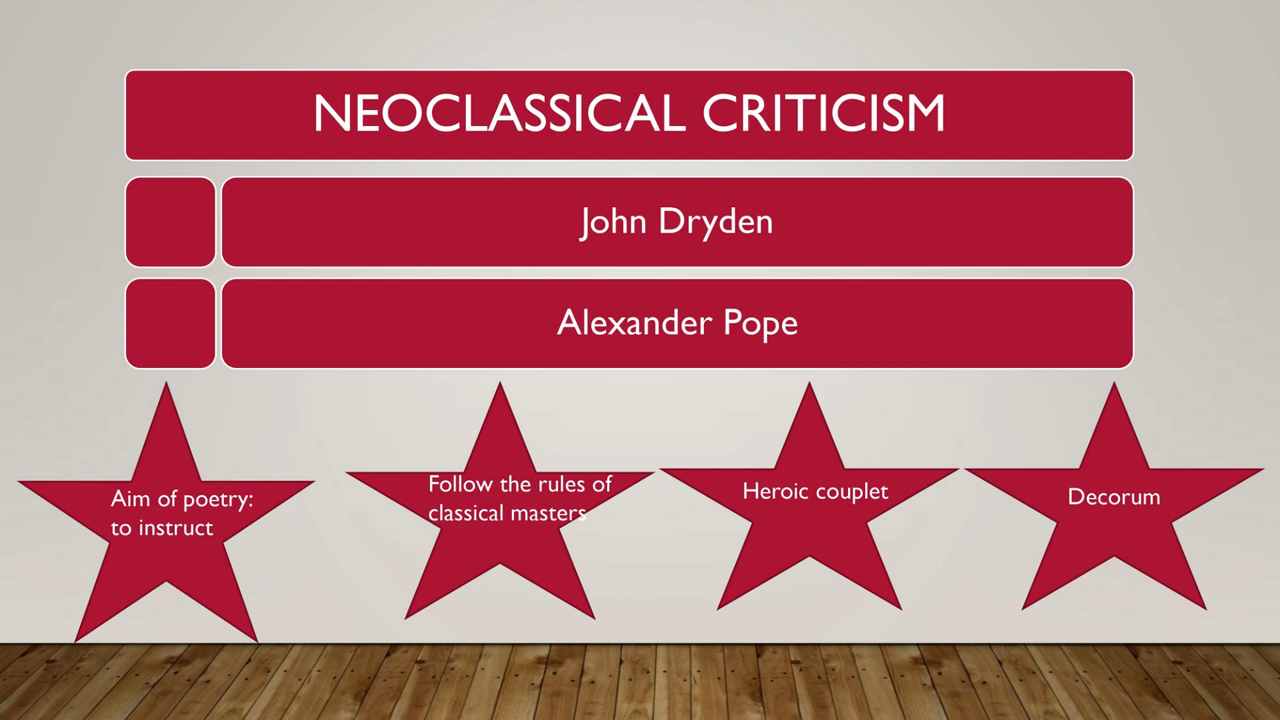 NEOCLASSICAL CRITICISM
John Dryden
Alexander Pope
Aim of poetry:
to instruct
Follow the rules of
classical masters
Heroic couplet
Decorum